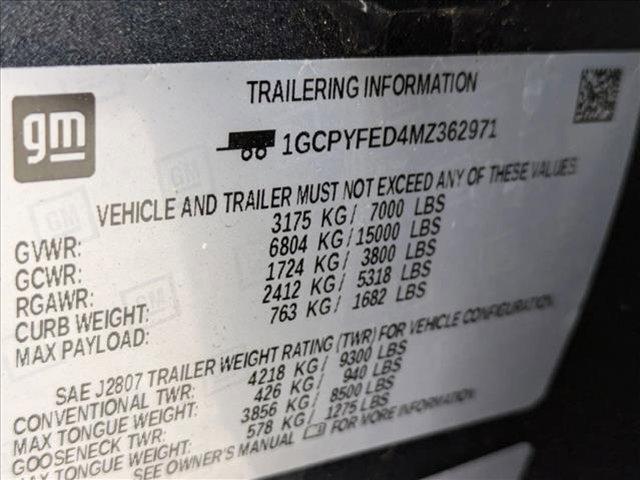 gm
TRAILERING INFORMATION
1GCPYFED4MZ362971
VEHICLE AND TRAILER MUST NOT EXCEED ANY OF THESE VALUES
GVWR: 3175 KG/ 7000 LBS
GCWR: 6804 KG/15000 LBS
RGAWR: 1724 KG/ 3800 LBS
CURB WEIGHT: 2412 KG/ 5318 LBS
MAX PAYLOAD: 763 KG/ 1682 LBS
SAE J2807 TRAILER WEIGHT RATING (TWR) FOR VEHICLE CONFIGURATION.
CONVENTIONAL TWR: 4218 KG/ 9300 LBS
MAX TONGUE WEIGHT: 426 KG/ 940 LBS
GOOSENECK TWR: 3856 KG/ 8500 LBS
MAX TONGUE WEIGHT: 578 KG/ 1275 LBS
SEE OWNER'S MANUAL FOR MORE INFORMATION